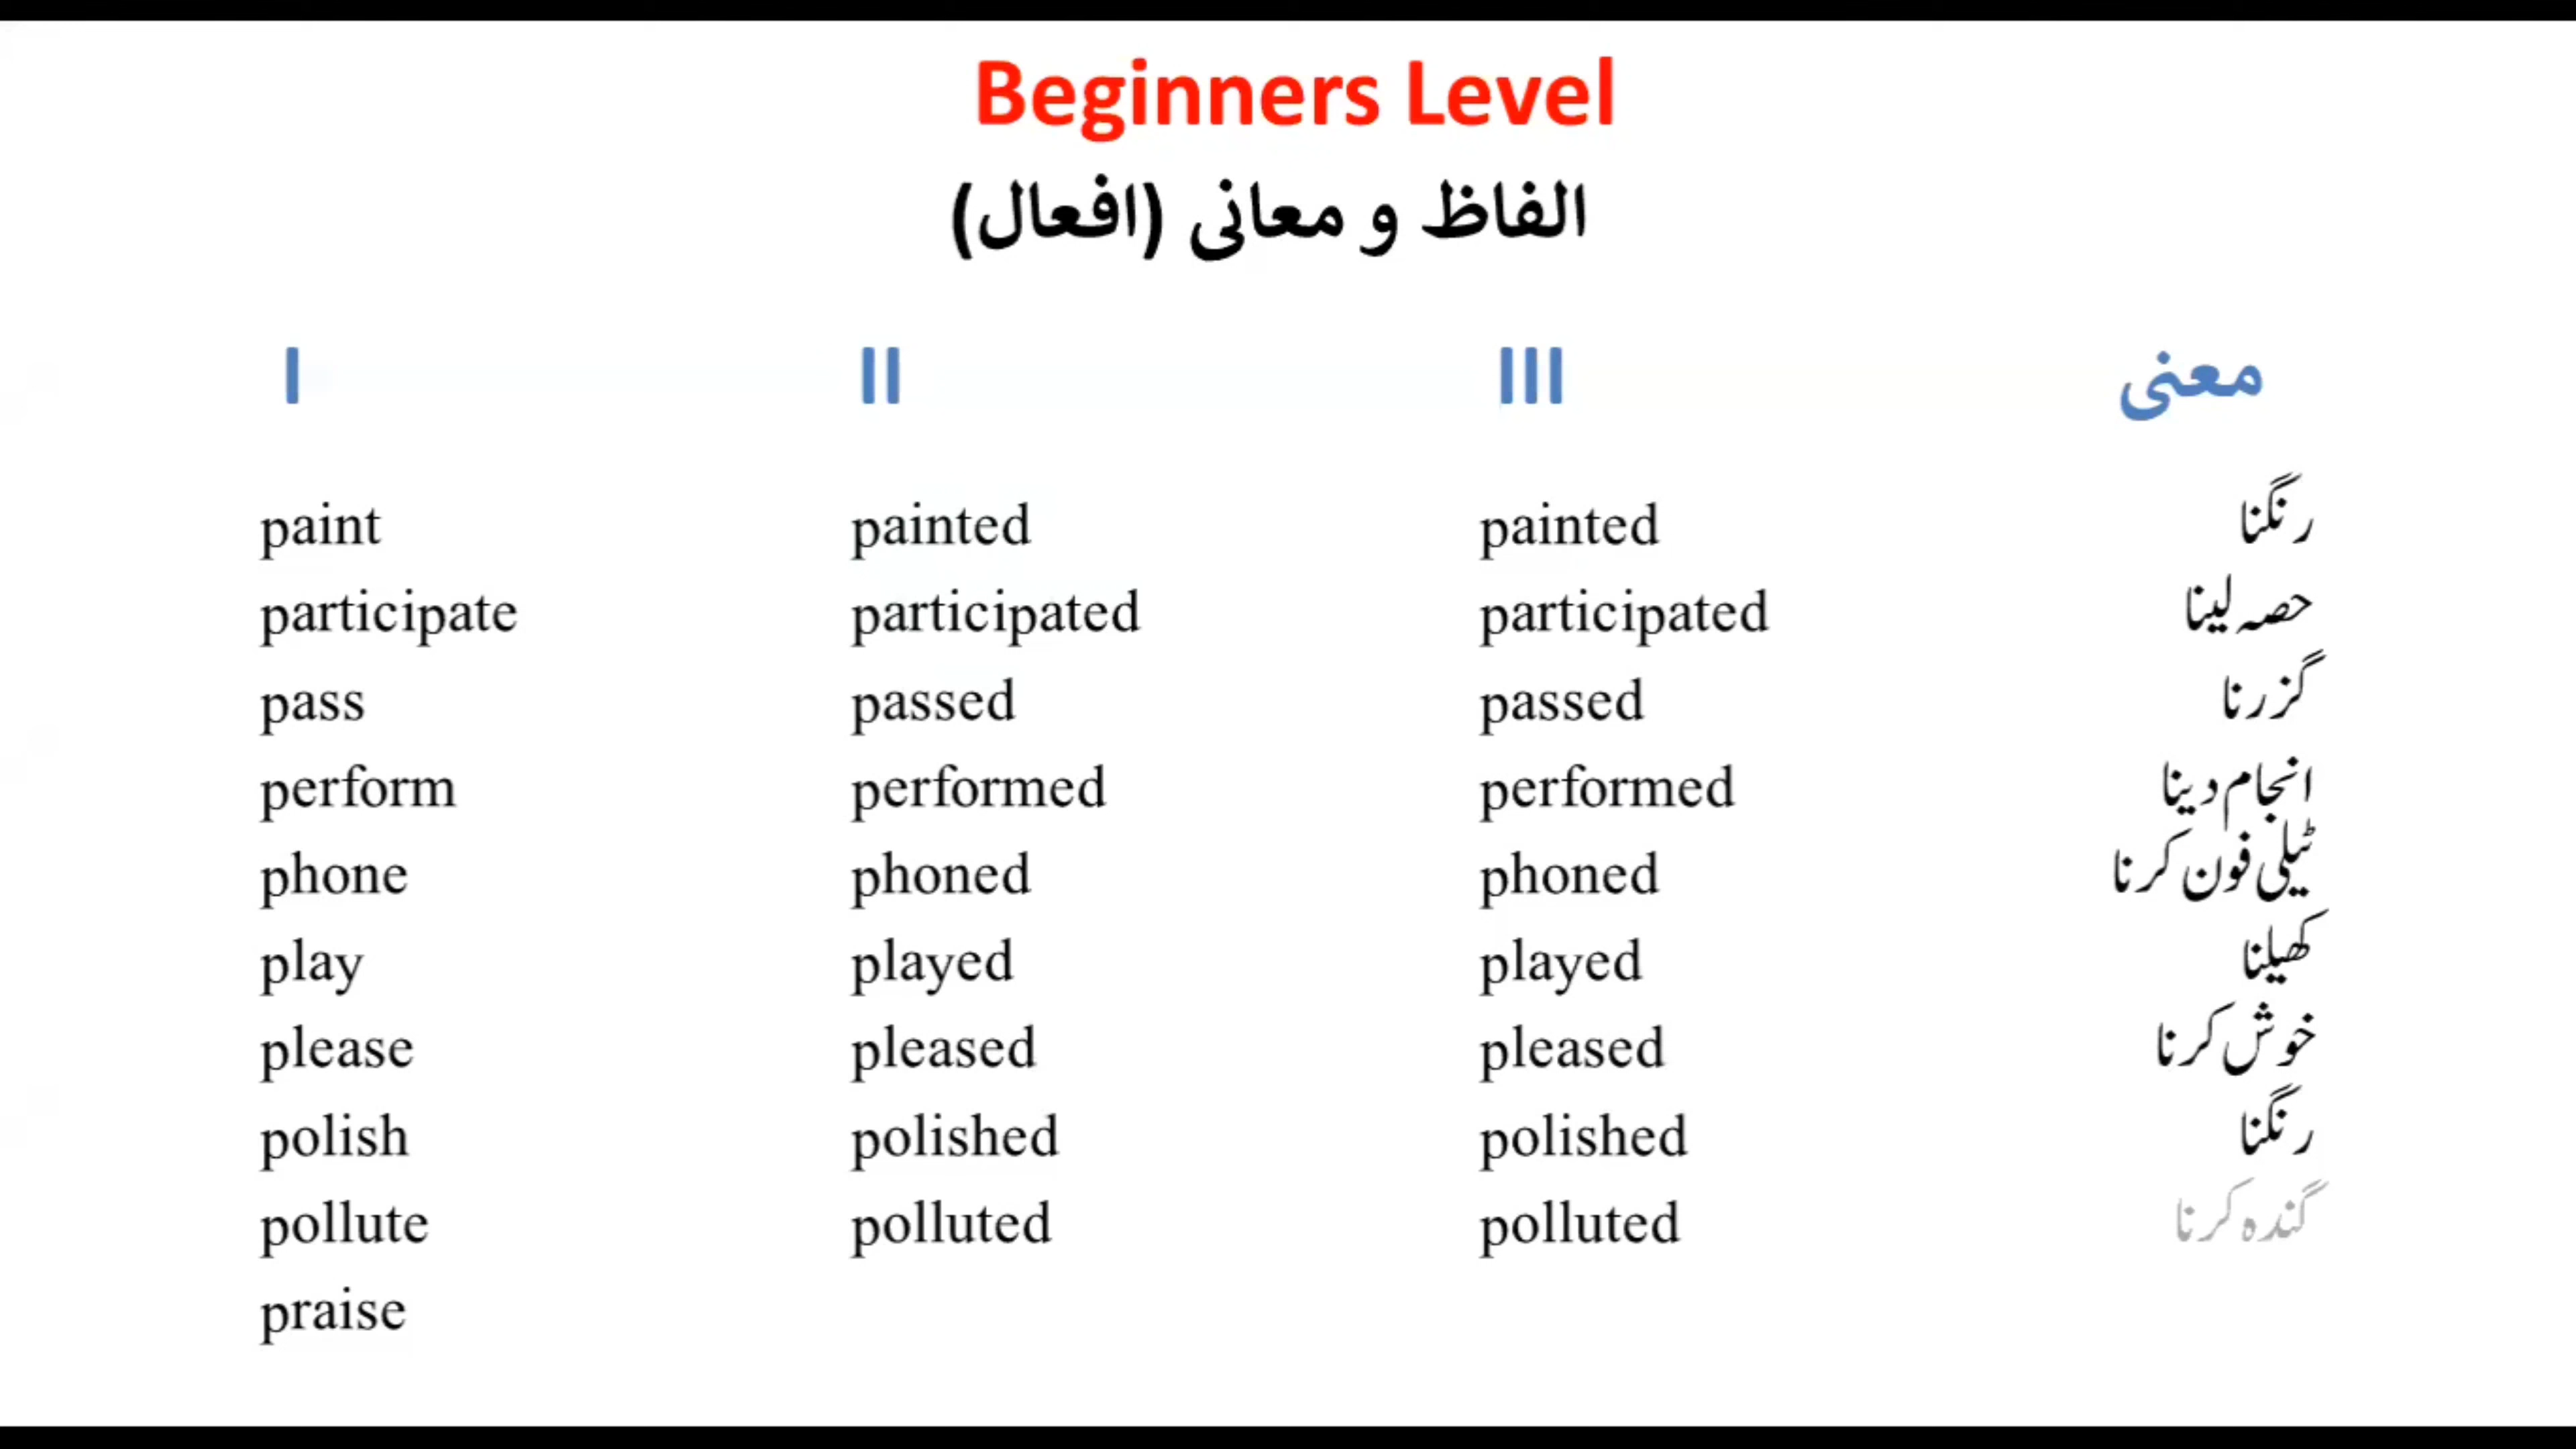 Beginners Level
الفاظ و معانی (افعال)
I II III معنی
paint painted painted رنگنا
participate participated participated حصہ لینا
pass passed passed گزرنا
perform performed performed انجام دینا
phone phoned phoned ٹیلی فون کرنا
play played played کھیلنا
please pleased pleased خوش کرنا
polish polished polished رنگنا
pollute polluted polluted گندہ کرنا
praise